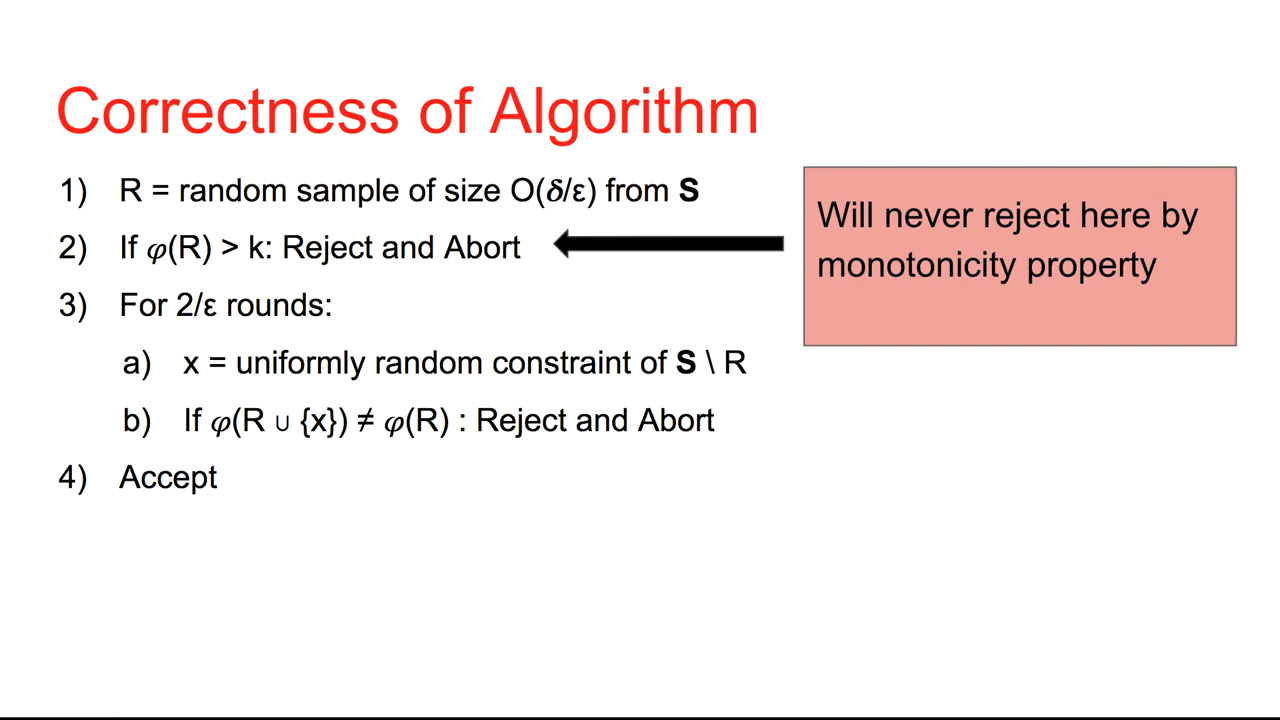 Correctness of Algorithm
1) R = random sample of size O(𝜹/ε) from S
2) If 𝜑(R) > k: Reject and Abort
3) For 2/ε rounds:
a) x = uniformly random constraint of S \ R
b) If 𝜑(R ∪ {x}) ≠ 𝜑(R) : Reject and Abort
4) Accept
Will never reject here by
monotonicity property